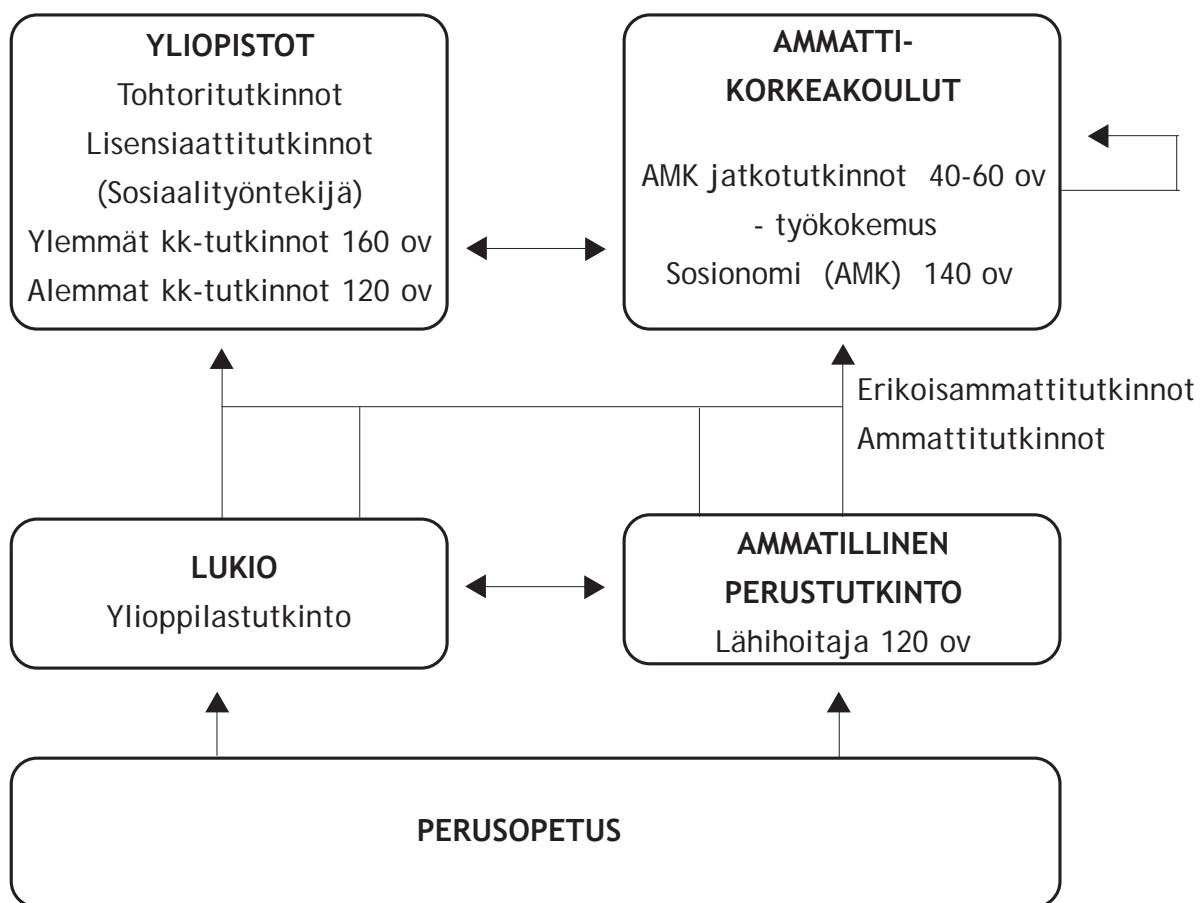 YLIOPISTOT
Tohtoritutkinnot
Lisensiaattitutkinnot
(Sosiaalityöntekijä)
Ylemmät kk-tutkinnot 160 ov
Alemmat kk-tutkinnot 120 ov
AMMATTI-
KORKEAKOULUT
AMK jatkotutkinnot 40-60 ov
- työkokemus
Sosionomi (AMK) 140 ov
Erikoisammattitutkinnot
Ammattitutkinnot
LUKIO
Ylioppilastutkinto
AMMATILLINEN
PERUSTUTKINTO
Lähihoitaja 120 ov
PERUSOPETUS